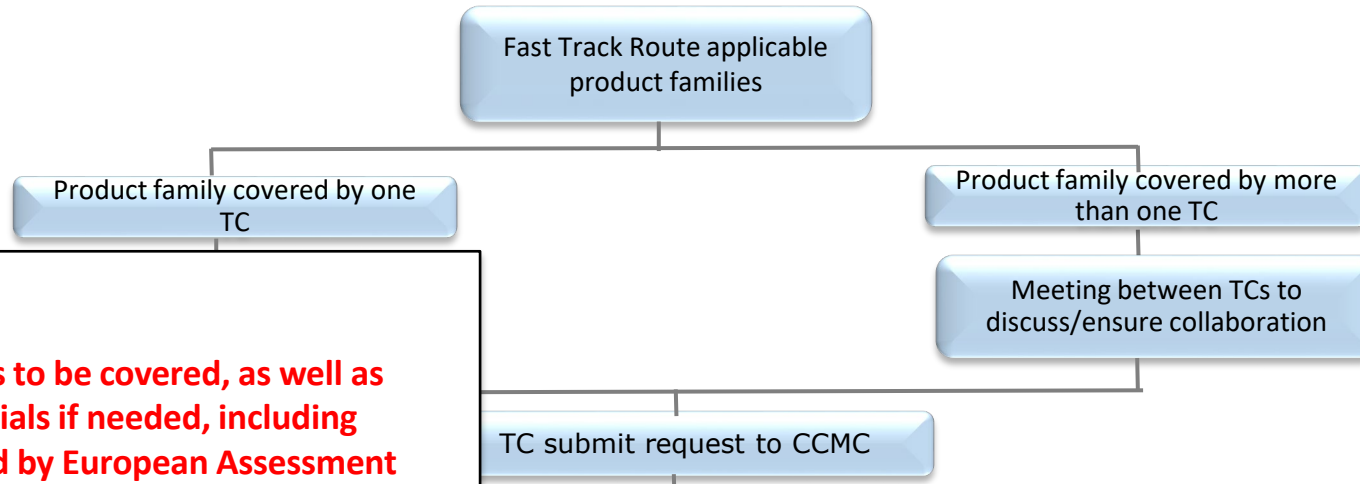 Fast Track Route applicable
product families
Product family covered by one
TC
Product family covered by more
than one TC
Meeting between TCs to
discuss/ensure collaboration
to be covered, as well as
if needed, including
by European Assessment
TC submit request to CCMC